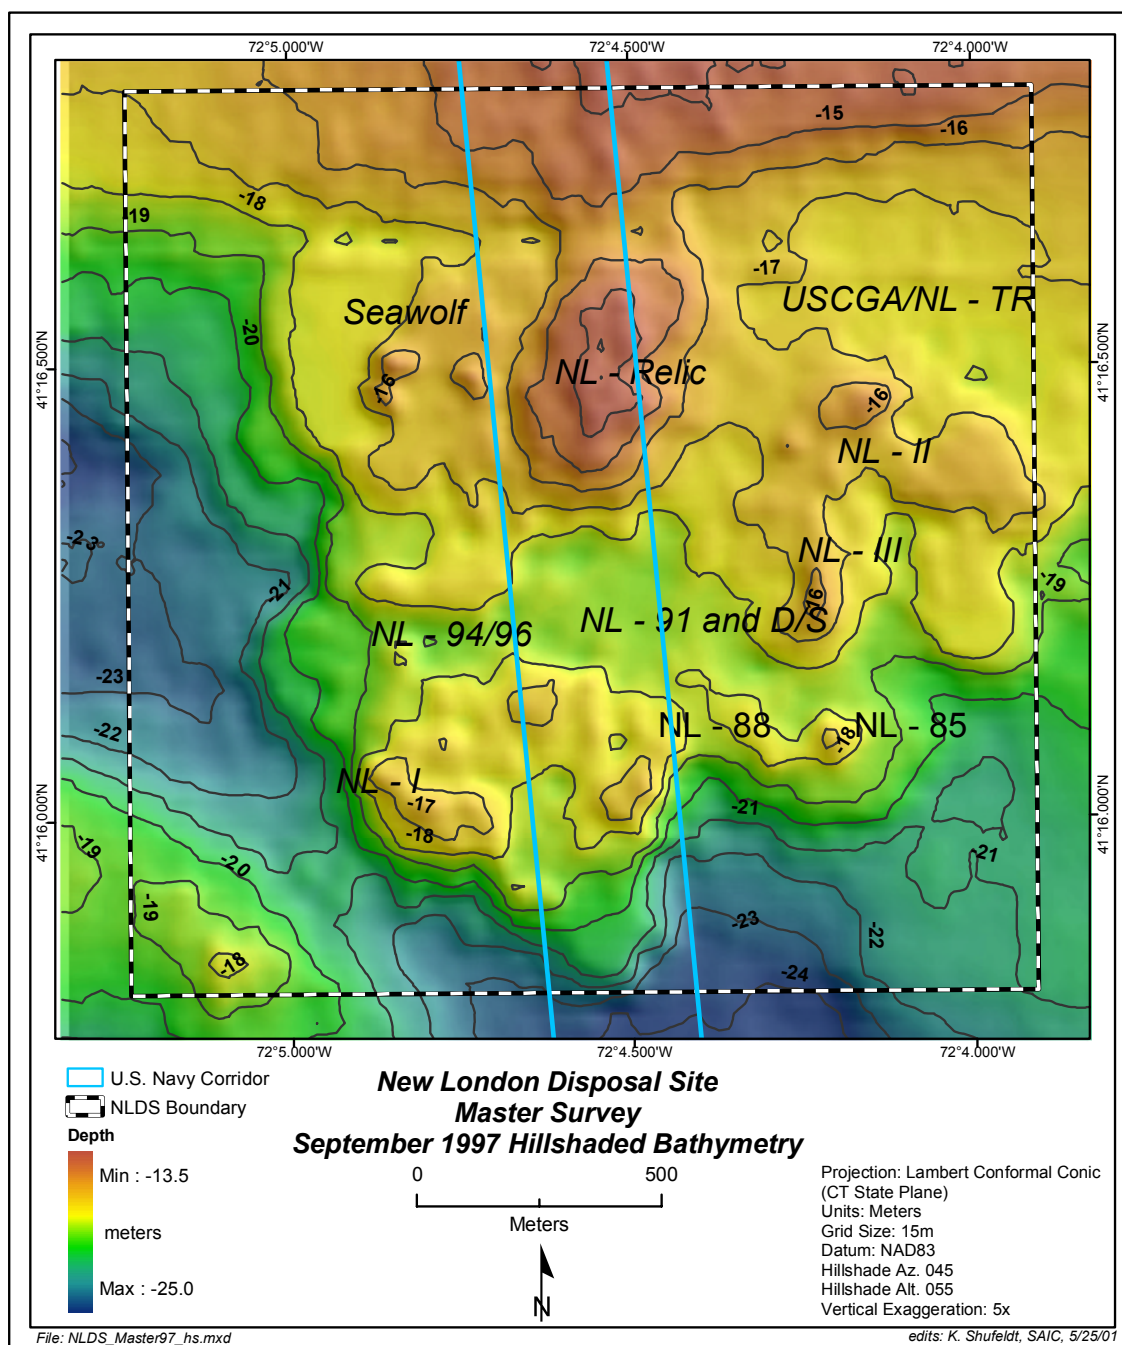 72°5.000'W 72°4.500'W 72°4.000'W
-15
-16
-18
-19
-17
USCGA/NL - TR
Seawolf
-20
41°16.500'N
41°16.500'N
NL - Relic
-16
-16
NL - II
-23
NL - III
-19
-21
-16
NL - 91 and D/S
NL - 94/96
-23
-22
NL - 88
NL - 85
-18
NL - I
-17
-21
-18
41°16.000'N
41°16.000'N
-19
-20
-21
-19
-23
-22
-18
-24
72°5.000'W 72°4.500'W 72°4.000'W
U.S. Navy Corridor
NLDS Boundary
Depth
Min : -13.5
meters
Max : -25.0
New London Disposal Site
Master Survey
September 1997 Hillshaded Bathymetry
0 500
Meters
N
Projection: Lambert Conformal Conic
(CT State Plane)
Units: Meters
Grid Size: 15m
Datum: NAD83
Hillshade Az. 045
Hillshade Alt. 055
Vertical Exaggeration: 5x
File: NLDS_Master97_hs.mxd
edits: K. Shufeldt, SAIC, 5/25/01